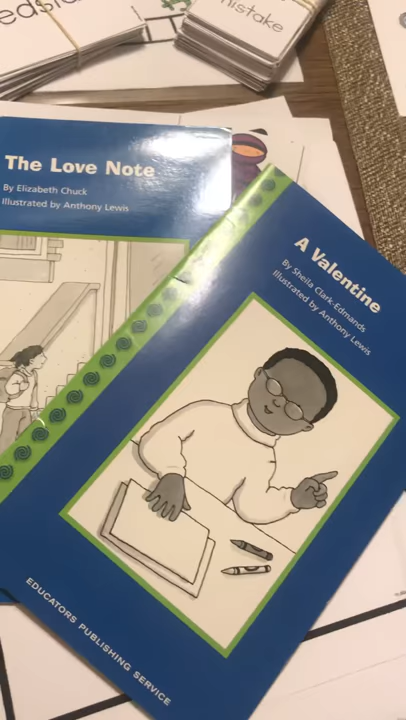 mistake
The Love Note
By Elizabeth Chuck
Illustrated by Anthony Lewis
A Valentine
By Sheila Clark-Edmands
Illustrated by Anthony Lewis
EDUCATORS PUBLISHING SERVICE